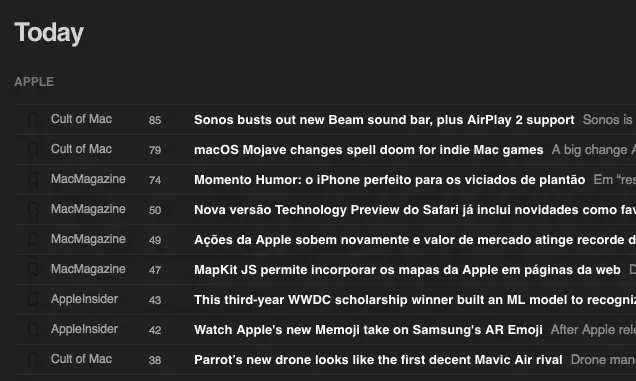 Today
APPLE
Cult of Mac 85 Sonos busts out new Beam sound bar, plus AirPlay 2 support Sonos is
Cult of Mac 79 macOS Mojave changes spell doom for indie Mac games A big change
MacMagazine 74 Momento Humor: o iPhone perfeito para os viciados de plantão Em “res
MacMagazine 50 Nova versão Technology Preview do Safari já inclui novidades como fav
MacMagazine 49 Ações da Apple sobem novamente e valor de mercado atinge recorde d
MacMagazine 47 MapKit JS permite incorporar os mapas da Apple em páginas da web
AppleInsider 43 This third-year WWDC scholarship winner built an ML model to recogni
AppleInsider 42 Watch Apple's new Memoji take on Samsung's AR Emoji After Apple rele
Cult of Mac 38 Parrot’s new drone looks like the first decent Mavic Air rival Drone man